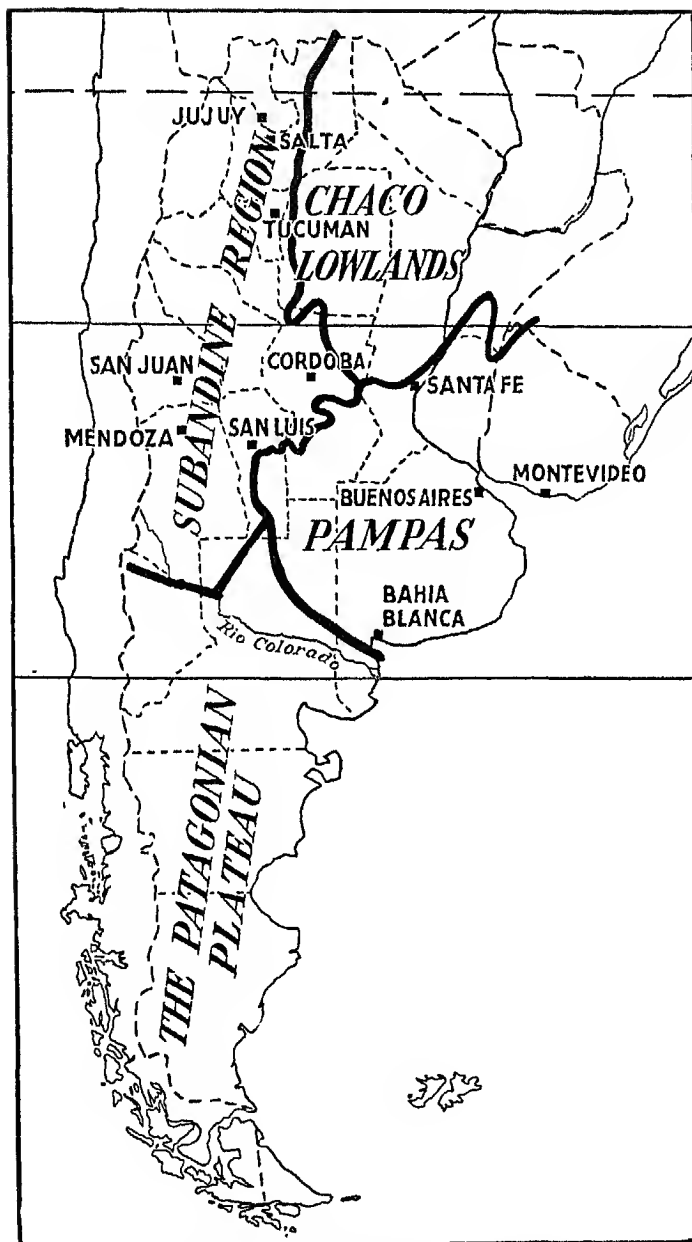 JUJUY
SALTA
CHACO
LOWLANDS
TUCUMAN
SUBANDINE REGION
SAN JUAN
CORDOBA
SANTA FE
MENDOZA
SAN LUIS
BUENOS AIRES
MONTEVIDEO
PAMPAS
BAHIA
BLANCA
Rio Colorado
THE PATAGONIAN
PLATEAU